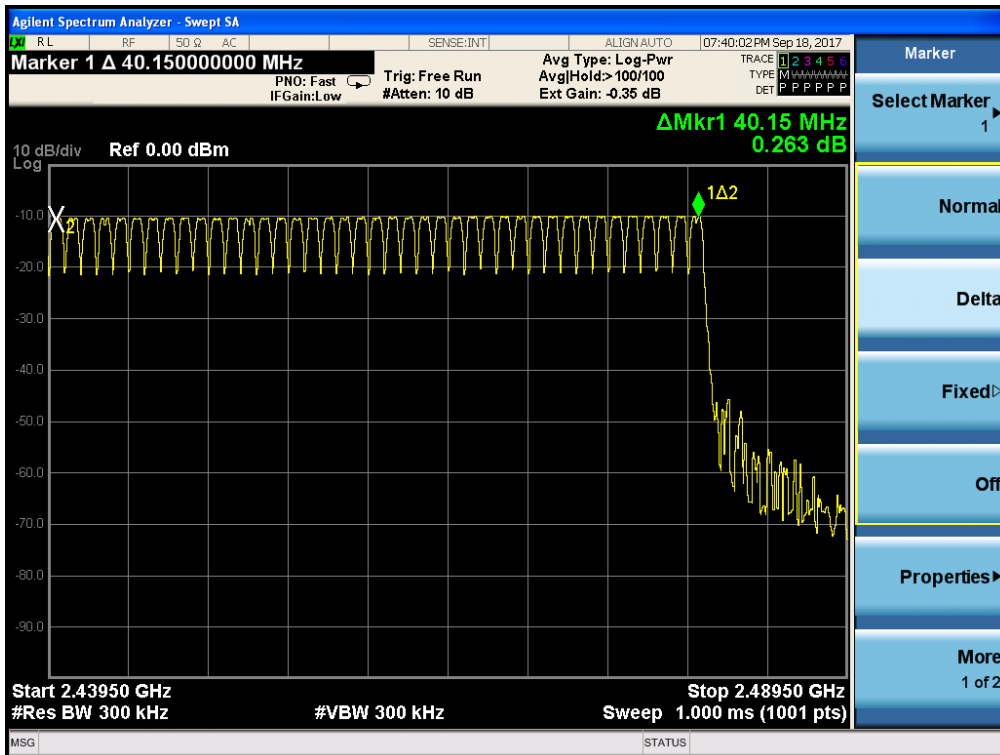 Agilent Spectrum Analyzer - Swept SA
LXI RL RF 50 Ω AC SENSE:INT ALIGN AUTO 07:40:02 PM Sep 18, 2017
Marker 1 Δ 40.150000000 MHz
PNO: Fast
IFGain:Low
Trig: Free Run
#Atten: 10 dB
Avg Type: Log-Pwr
Avg|Hold:> 100/100
Ext Gain: -0.35 dB
TRACE 1 2 3 4 5 6
TYPE M
DET P P P P P P
ΔMkr1 40.15 MHz
0.263 dB
10 dB/div
Log
Ref 0.00 dBm
-10.0
-20.0
-30.0
-40.0
-50.0
-60.0
-70.0
-80.0
-90.0
2
1Δ2
Start 2.43950 GHz
#Res BW 300 kHz
#VBW 300 kHz
Stop 2.48950 GHz
Sweep 1.000 ms (1001 pts)
MSG
STATUS
Marker
Select Marker
1
Normal
Delta
Fixed
Off
Properties
More
1 of 2